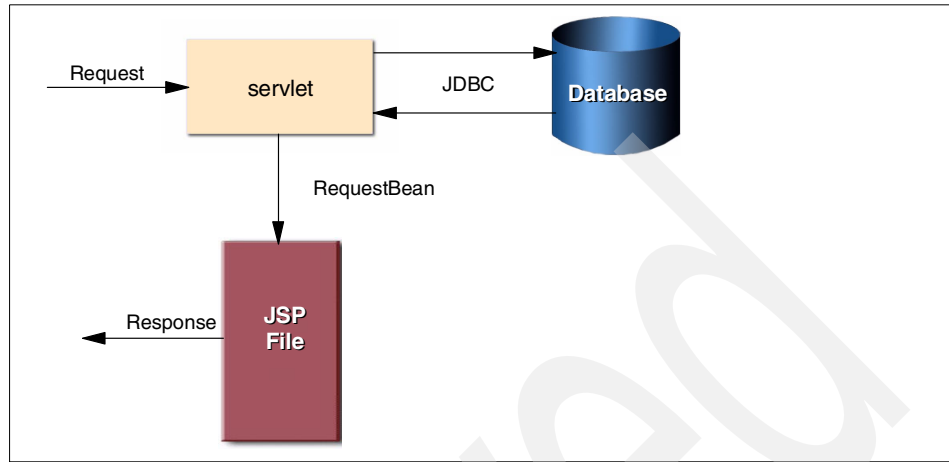 Request
servlet
JDBC
Database
RequestBean
Response
JSP
File